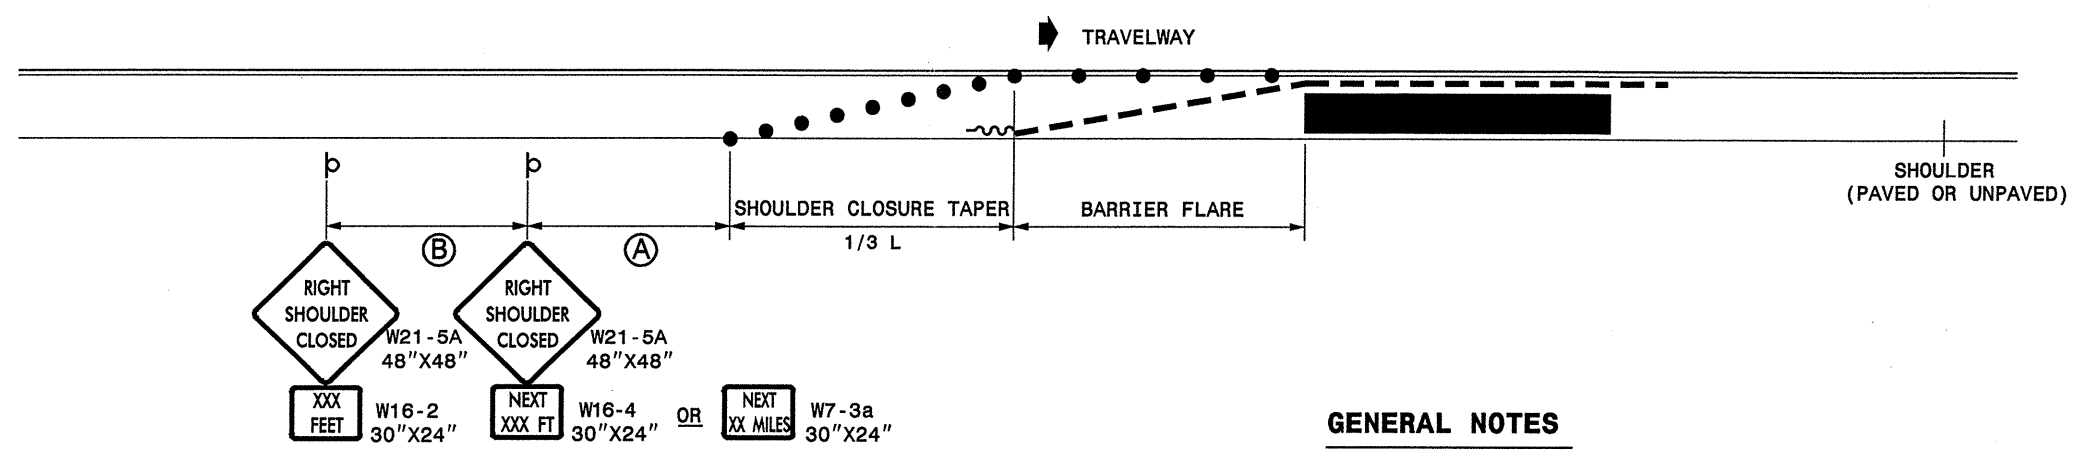 TRAVELWAY
SHOULDER
(PAVED OR UNPAVED)
SHOULDER CLOSURE TAPER
1/3 L
BARRIER FLARE
B
A
RIGHT
SHOULDER
CLOSED
W21-5A
48"X48"
RIGHT
SHOULDER
CLOSED
W21-5A
48"X48"
XXX
FEET
W16-2
30"X24"
NEXT
XXX FT
W16-4
30"X24"
OR
NEXT
XX MILES
W7-3a
30"X24"
GENERAL NOTES